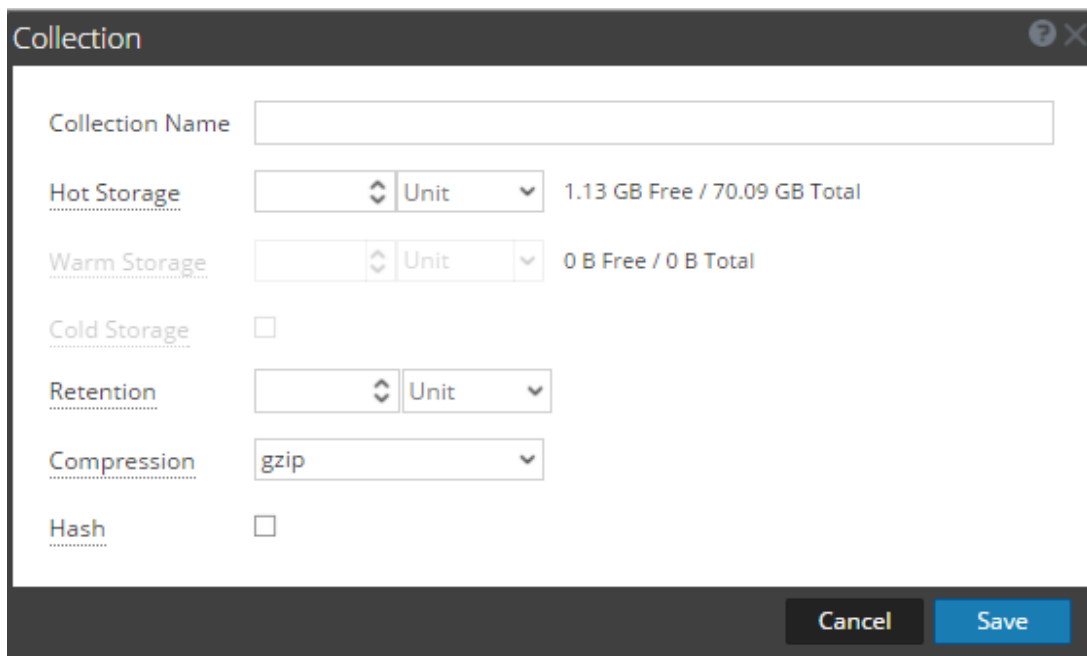 Collection
Collection Name
Hot Storage Unit 1.13 GB Free / 70.09 GB Total
Warm Storage Unit 0 B Free / 0 B Total
Cold Storage
Retention Unit
Compression gzip
Hash
Cancel Save